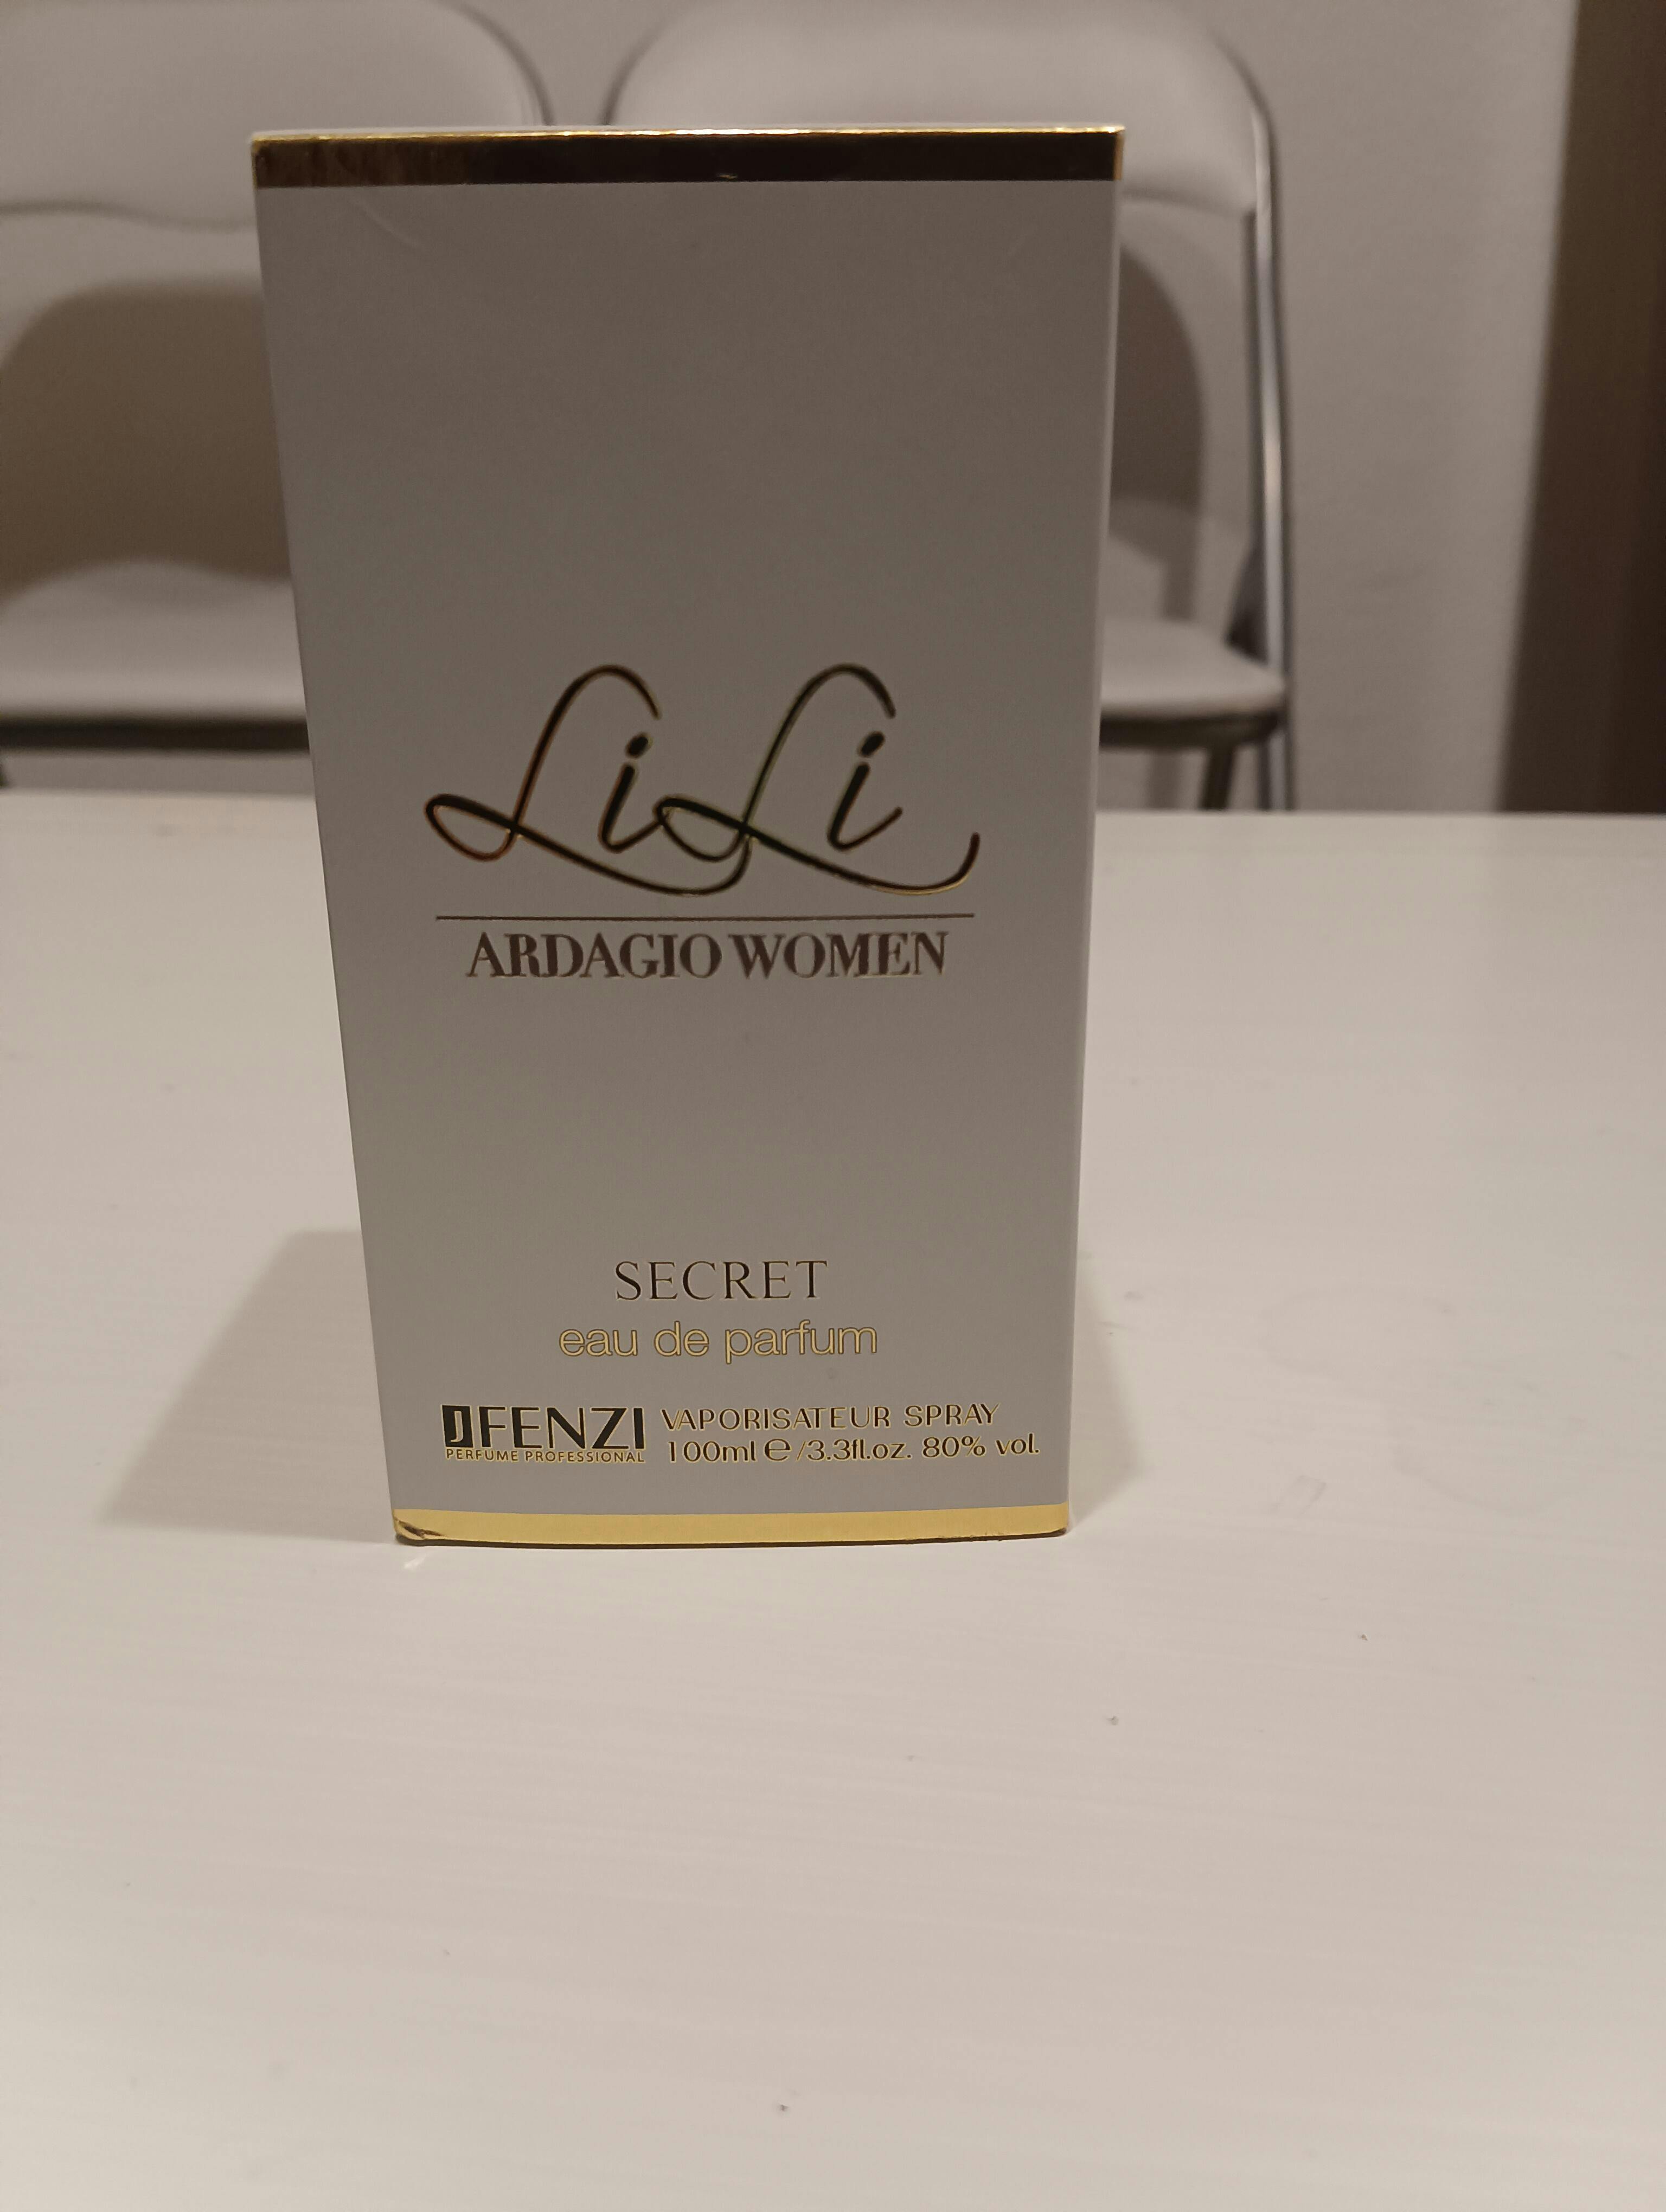 LiLi
ARDAGIO WOMEN
SECRET
eau de parfum
JFENZI
PERFUME PROFESSIONAL
VAPORISATEUR SPRAY
100ml e/3.3fl.oz. 80% vol.